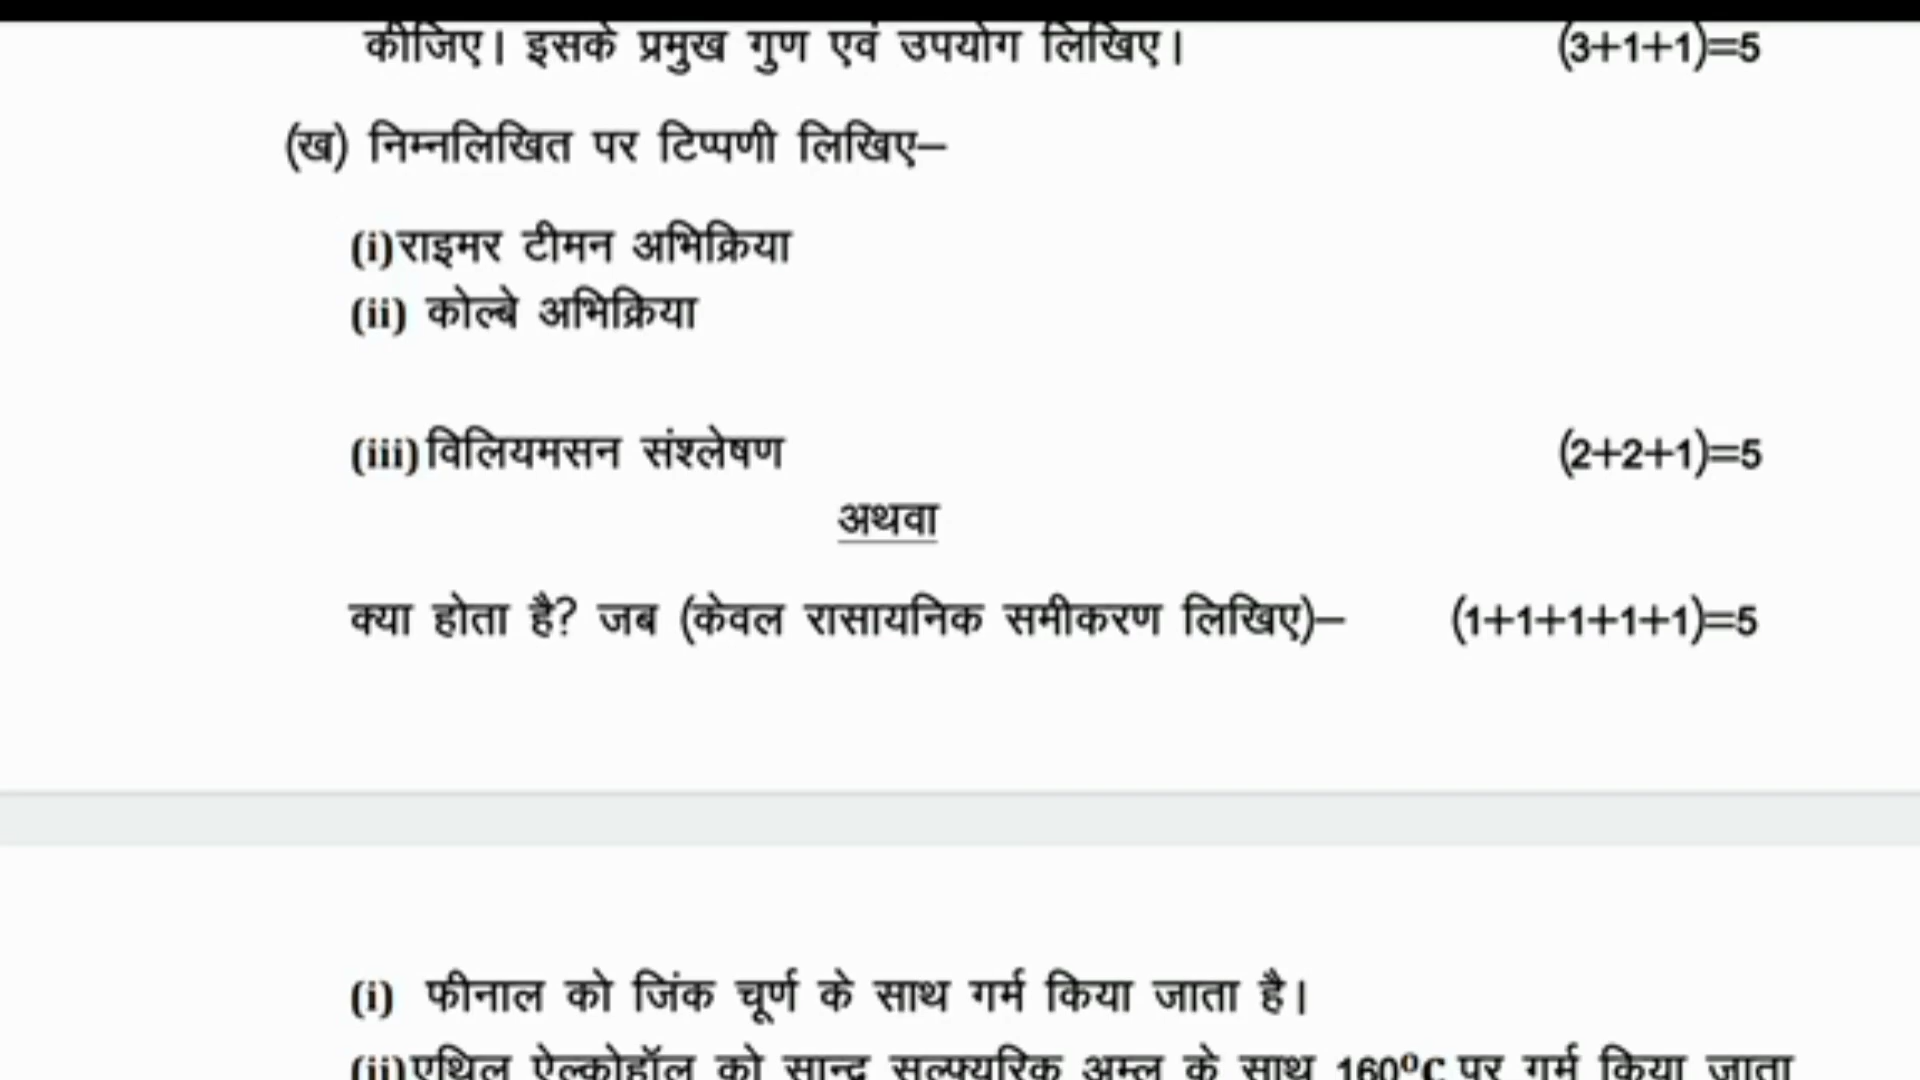 कीजिए। इसके प्रमुख गुण एवं उपयोग लिखिए। (3+1+1)=5
(ख) निम्नलिखित पर टिप्पणी लिखिए–
(i)राइमर टीमन अभिक्रिया
(ii) कोल्बे अभिक्रिया
(iii)विलियमसन संश्लेषण (2+2+1)=5
अथवा
क्या होता है? जब (केवल रासायनिक समीकरण लिखिए)– (1+1+1+1+1)=5
(i) फीनाल को जिंक चूर्ण के साथ गर्म किया जाता है।
(ii)एथिल ऐल्कोहॉल को सान्द्र सल्फ्यूरिक अम्ल के साथ 160⁰C पर गर्म किया जाता